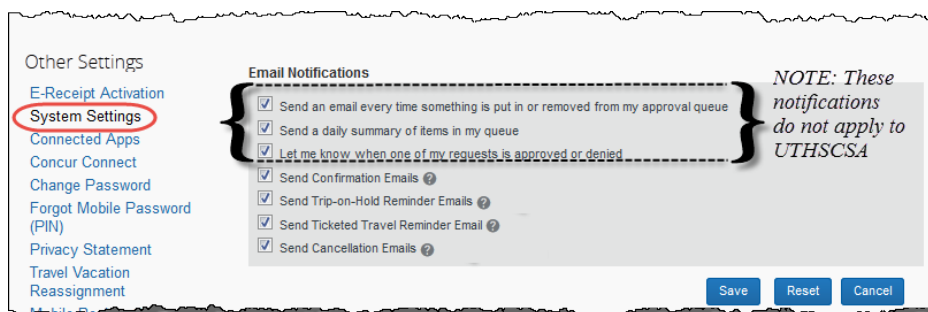 Other Settings
E-Receipt Activation
System Settings
Connected Apps
Concur Connect
Change Password
Forgot Mobile Password
(PIN)
Privacy Statement
Travel Vacation
Reassignment
Email Notifications
Send an email every time something is put in or removed from my approval queue
Send a daily summary of items in my queue
Let me know when one of my requests is approved or denied
Send Confirmation Emails ?
Send Trip-on-Hold Reminder Emails ?
Send Ticketed Travel Reminder Email ?
Send Cancellation Emails ?
NOTE: These
notifications
do not apply to
UTHSCSA
Save Reset Cancel